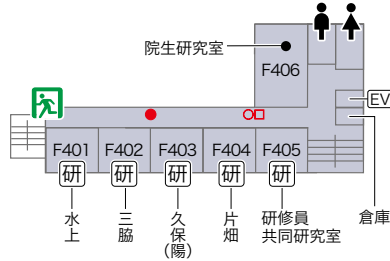 院生研究室
F406
EV
F401
F402
F403
F404
F405
研
研
研
研
研
水上
三脇
久保
(陽)
片畑
研修員
共同研究室
倉庫